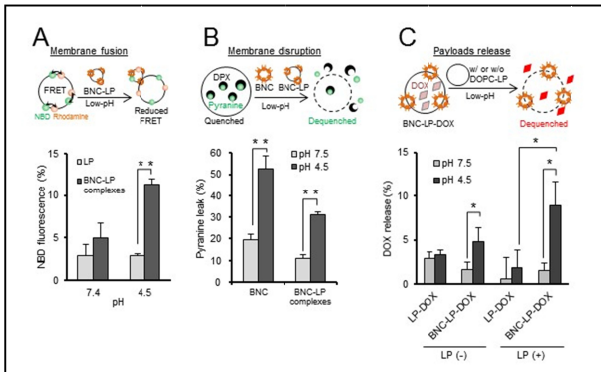 A
Membrane fusion
FRET
BNC-LP
Low-pH
NBD Rhodamine
Reduced
FRET
NBD fluorescence (%)
15
10
5
0
LP
BNC-LP
complexes
* *
7.4
4.5
pH
B
Membrane disruption
DPX
Pyranine
Quenched
BNC BNC-LP
Low-pH
Dequenched
Pyranine leak (%)
60
50
40
30
20
10
0
pH 7.5
pH 4.5
* *
* *
BNC
BNC-LP
complexes
C
Payloads release
DOX
BNC-LP-DOX
w/ or w/o
DOPC-LP
Low-pH
Dequenched
DOX release (%)
15
10
5
0
pH 7.5
pH 4.5
*
*
*
LP-DOX
BNC-LP-DOX
LP-DOX
BNC-LP-DOX
LP (-)
LP (+)